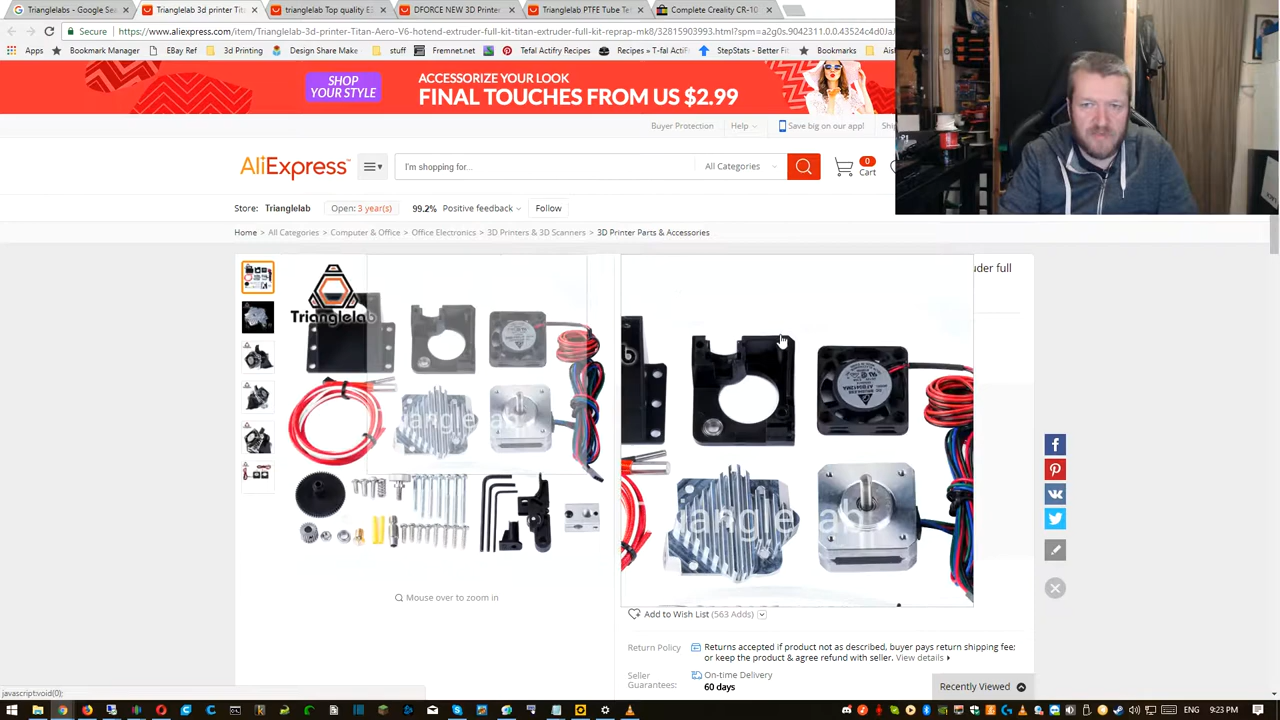 Trianglelabs - Google Sea
Trianglelab 3d printer Tita
trianglelab Top quality E3
DFORCE NEW 3D Printer
Trianglelab PTFE Tube Tef
Complete Creality CR-10
Secure
https://www.aliexpress.com/item/Trianglelab-3d-printer-Titan-Aero-V6-hotend-extruder-full-kit-titan-extruder-full-kit-reprap-mk8/32815903993.html?spm=a2g0s.9042311.0.0.43524c4d0J
Apps
Bookmark Manager
EBay Ref
3d Printing
Design Share Make
stuff
Fremnet.net
Tefal Actifry Recipes
Recipes » T-fal ActiF
StepStats - Better Fit
Bookmarks
SHOP
YOUR STYLE
ACCESSORIZE YOUR LOOK
FINAL TOUCHES FROM US $2.99
Buyer Protection
Help
Save big on our app!
Ship
AliExpress™
I'm shopping for...
All Categories
0
Cart
Store:
Trianglelab
Open: 3 year(s)
99.2% Positive feedback
Follow
Home > All Categories > Computer & Office > Office Electronics > 3D Printers & 3D Scanners > 3D Printer Parts & Accessories
uder full
Trianglelab
Mouse over to zoom in
Add to Wish List (563 Adds)
Return Policy
Returns accepted if product not as described, buyer pays return shipping fee;
or keep the product & agree refund with seller. View details
Seller
Guarantees:
On-time Delivery
60 days
Recently Viewed
javascript:void(0);
ENG
9:23 PM